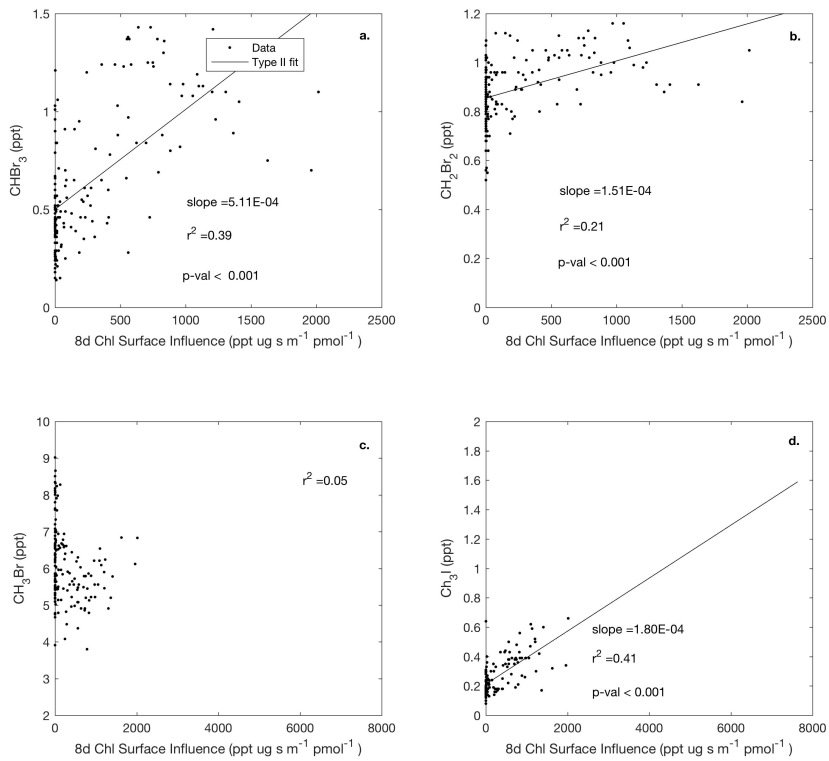 a.
Data
Type II fit
1.5
1
0.5
0
CHBr3 (ppt)
slope =5.11E-04
r2 =0.39
p-val < 0.001
0 500 1000 1500 2000 2500
8d Chl Surface Influence (ppt ug s m-1 pmol-1 )
b.
1.2
1
0.8
0.6
0.4
0.2
0
CH2Br2 (ppt)
slope =1.51E-04
r2 =0.21
p-val < 0.001
0 500 1000 1500 2000 2500
8d Chl Surface Influence (ppt ug s m-1 pmol-1 )
c.
10
9
8
7
6
5
4
3
2
CH3Br (ppt)
r2 =0.05
0 2000 4000 6000 8000
8d Chl Surface Influence (ppt ug s m-1 pmol-1 )
d.
2
1.8
1.6
1.4
1.2
1
0.8
0.6
0.4
0.2
0
Ch3I (ppt)
slope =1.80E-04
r2 =0.41
p-val < 0.001
0 2000 4000 6000 8000
8d Chl Surface Influence (ppt ug s m-1 pmol-1 )